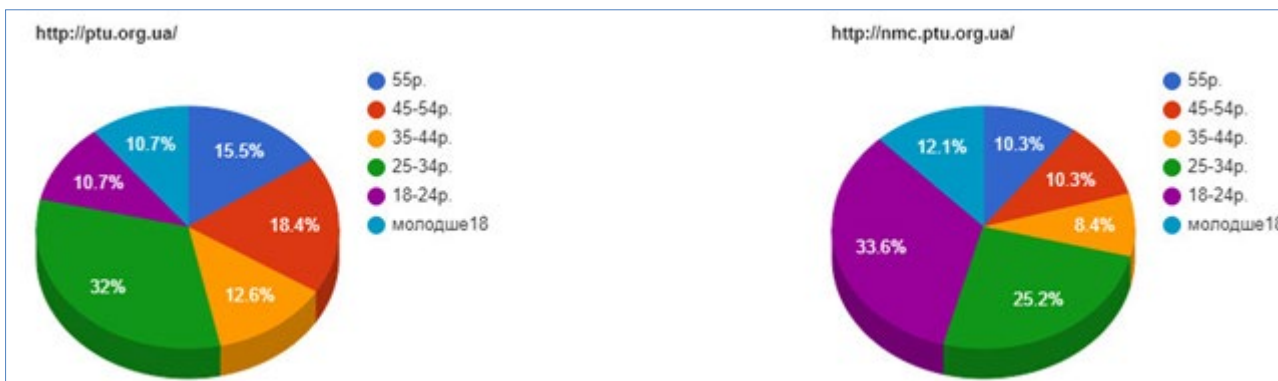 http://ptu.org.ua/
55р.
45-54р.
35-44р.
25-34р.
18-24р.
молодше18
10.7%
15.5%
10.7%
18.4%
32%
12.6%
http://nmc.ptu.org.ua/
55р.
45-54р.
35-44р.
25-34р.
18-24р.
молодше18
12.1%
10.3%
10.3%
33.6%
8.4%
25.2%